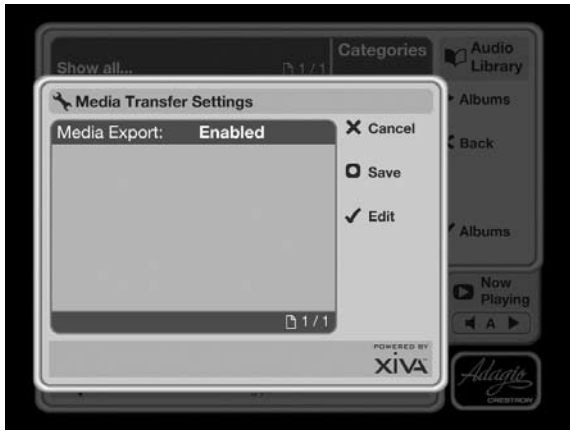 Show all...
1 / 1
Categories
Audio
Library
Albums
Back
Albums
Now
Playing
A
Media Transfer Settings
Media Export: Enabled
Cancel
Save
Edit
1 / 1
POWERED BY
XiVA
Adagio
CRESTRON